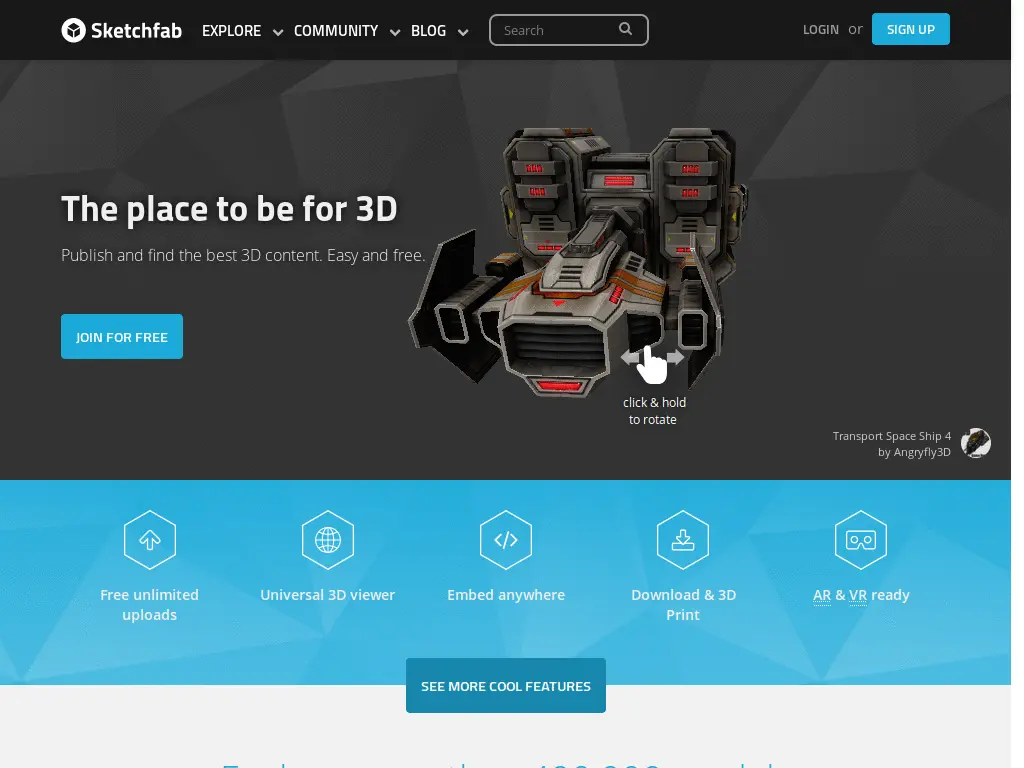 Sketchfab EXPLORE COMMUNITY BLOG Search LOGIN or SIGN UP
The place to be for 3D
Publish and find the best 3D content. Easy and free.
JOIN FOR FREE
click & hold
to rotate
Transport Space Ship 4
by Angryfly3D
Free unlimited
uploads
Universal 3D viewer
Embed anywhere
Download & 3D
Print
AR & VR ready
SEE MORE COOL FEATURES